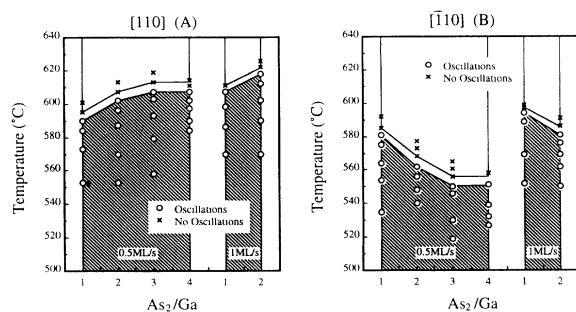 [110] (A)
640
620
600
580
560
540
520
500
Temperature (°C)
Oscillations
No Oscillations
0.5ML/s
1ML/s
1 2 3 4 1 2
As₂/Ga
[1̄10] (B)
640
620
600
580
560
540
520
500
Temperature (°C)
Oscillations
No Oscillations
0.5ML/s
1ML/s
1 2 3 4 1 2
As₂/Ga